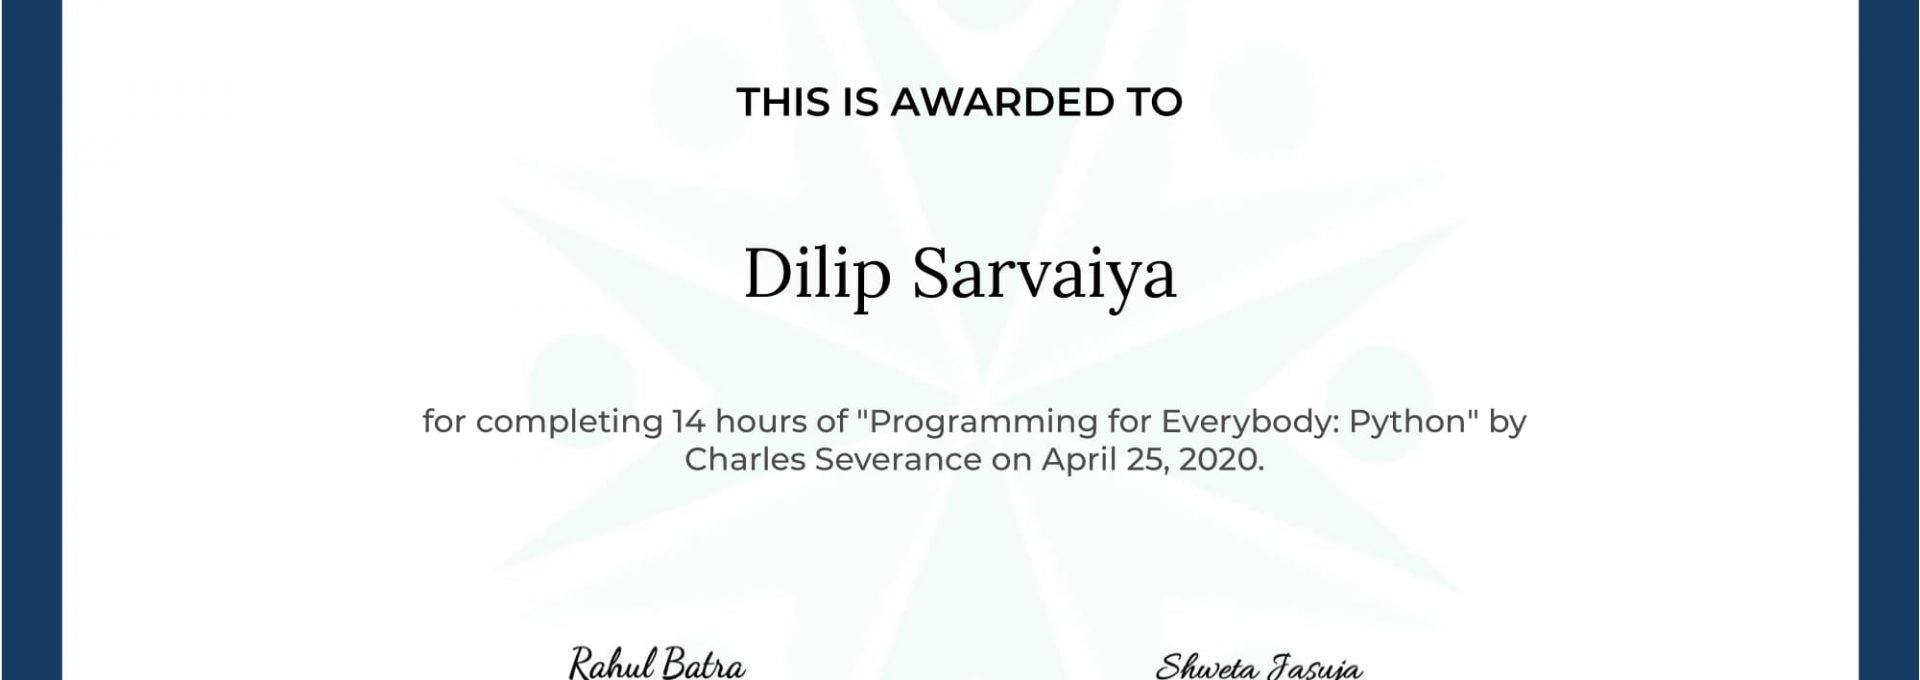 THIS IS AWARDED TO
Dilip Sarvaiya
for completing 14 hours of "Programming for Everybody: Python" by
Charles Severance on April 25, 2020.
Rahul Batra
Shweta Jasuja